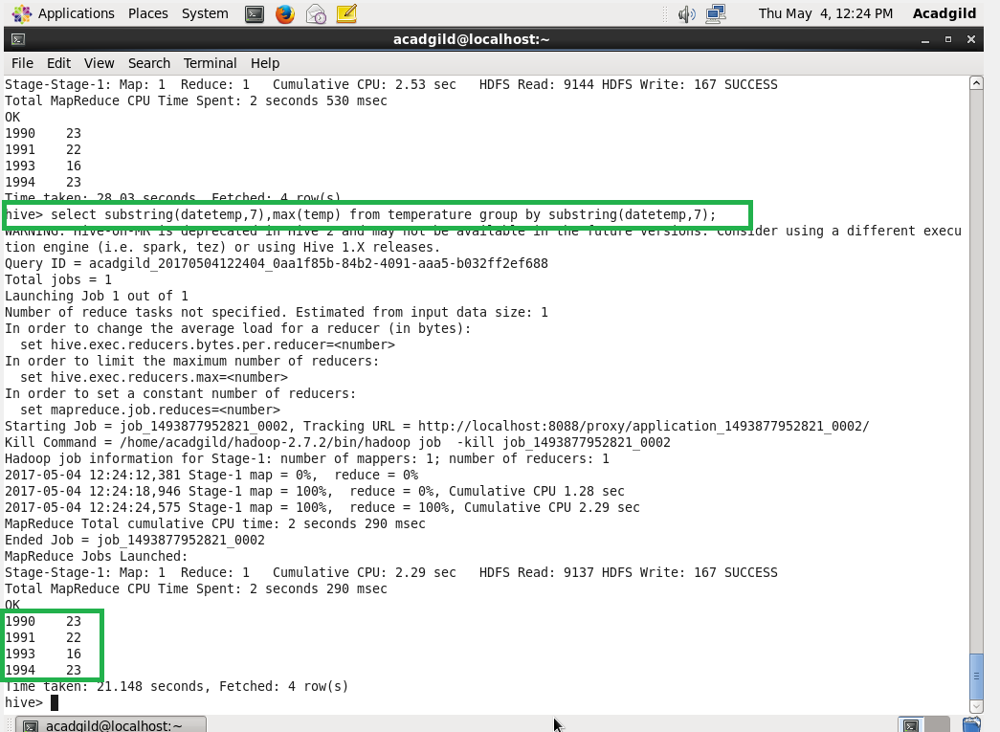 Applications Places System Thu May 4, 12:24 PM Acadgild
acadgild@localhost:~
File Edit View Search Terminal Help
Stage-Stage-1: Map: 1 Reduce: 1 Cumulative CPU: 2.53 sec HDFS Read: 9144 HDFS Write: 167 SUCCESS
Total MapReduce CPU Time Spent: 2 seconds 530 msec
OK
1990 23
1991 22
1993 16
1994 23
Time taken: 28.03 seconds, Fetched: 4 row(s)
hive> select substring(datetemp,7),max(temp) from temperature group by substring(datetemp,7);
WARNING: Hive-on-MR is deprecated in Hive 2 and may not be available in the future versions. Consider using a different execu
tion engine (i.e. spark, tez) or using Hive 1.X releases.
Query ID = acadgild_20170504122404_0aa1f85b-84b2-4091-aaa5-b032ff2ef688
Total jobs = 1
Launching Job 1 out of 1
Number of reduce tasks not specified. Estimated from input data size: 1
In order to change the average load for a reducer (in bytes):
set hive.exec.reducers.bytes.per.reducer=<number>
In order to limit the maximum number of reducers:
set hive.exec.reducers.max=<number>
In order to set a constant number of reducers:
set mapreduce.job.reduces=<number>
Starting Job = job_1493877952821_0002, Tracking URL = http://localhost:8088/proxy/application_1493877952821_0002/
Kill Command = /home/acadgild/hadoop-2.7.2/bin/hadoop job -kill job_1493877952821_0002
Hadoop job information for Stage-1: number of mappers: 1; number of reducers: 1
2017-05-04 12:24:12,381 Stage-1 map = 0%, reduce = 0%
2017-05-04 12:24:18,946 Stage-1 map = 100%, reduce = 0%, Cumulative CPU 1.28 sec
2017-05-04 12:24:24,575 Stage-1 map = 100%, reduce = 100%, Cumulative CPU 2.29 sec
MapReduce Total cumulative CPU time: 2 seconds 290 msec
Ended Job = job_1493877952821_0002
MapReduce Jobs Launched:
Stage-Stage-1: Map: 1 Reduce: 1 Cumulative CPU: 2.29 sec HDFS Read: 9137 HDFS Write: 167 SUCCESS
Total MapReduce CPU Time Spent: 2 seconds 290 msec
OK
1990 23
1991 22
1993 16
1994 23
Time taken: 21.148 seconds, Fetched: 4 row(s)
hive>
acadgild@localhost:~